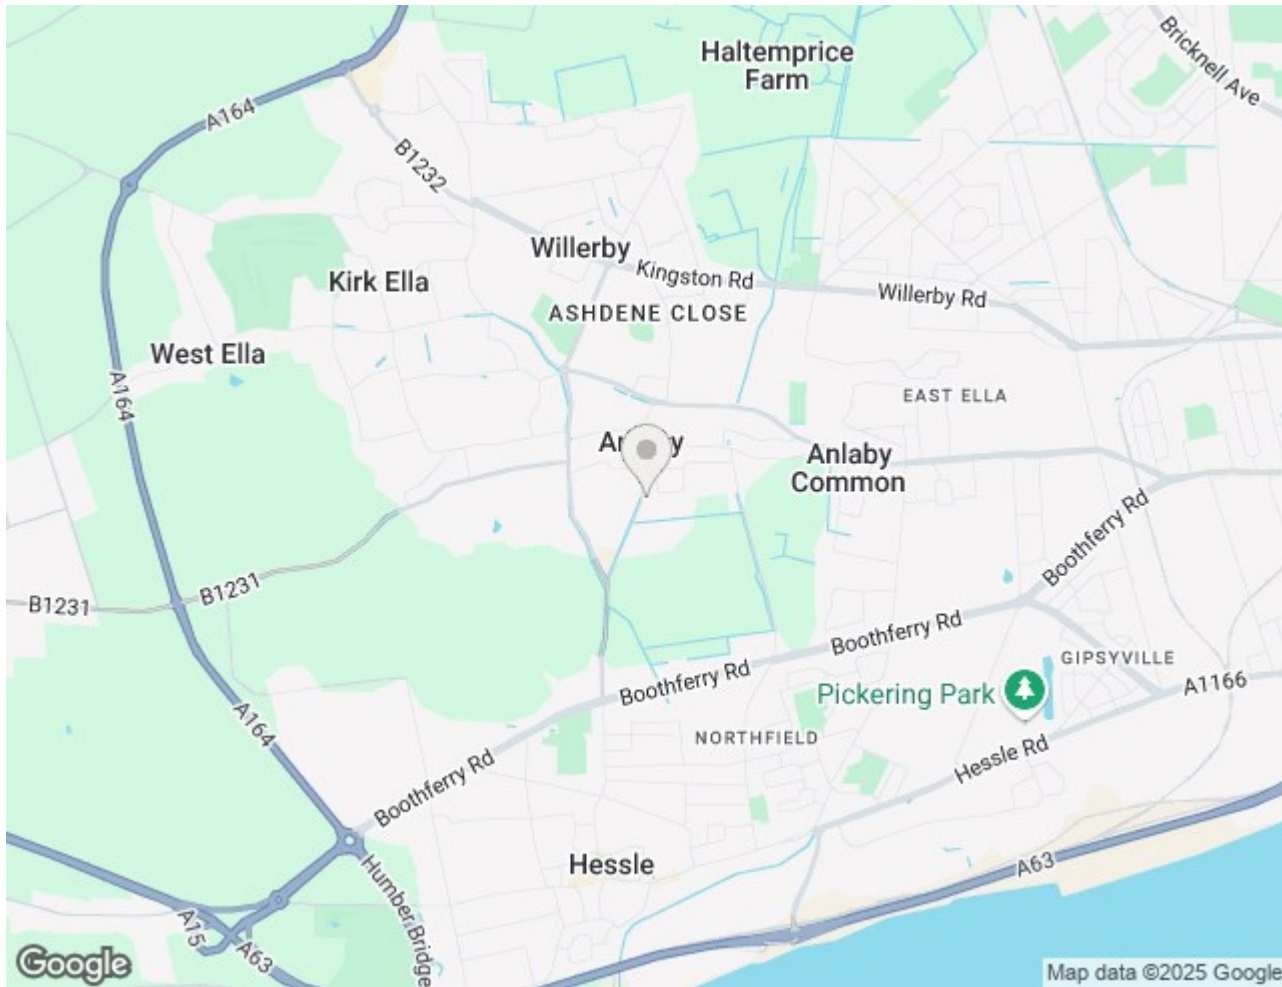 Haltemprice
Farm
Bricknell Ave
A164
B1232
Willerby
Kingston Rd
Willerby Rd
Kirk Ella
ASHDENE CLOSE
West Ella
A164
EAST ELLA
Anlaby
Common
Boothferry Rd
B1231
B1231
Boothferry Rd
GIPSYVILLE
Boothferry Rd
Pickering Park
A1166
A164
NORTHFIELD
Hessle Rd
Boothferry Rd
Hessle
A63
Humber Bridge
A15
A63
Google
Map data ©2025 Google